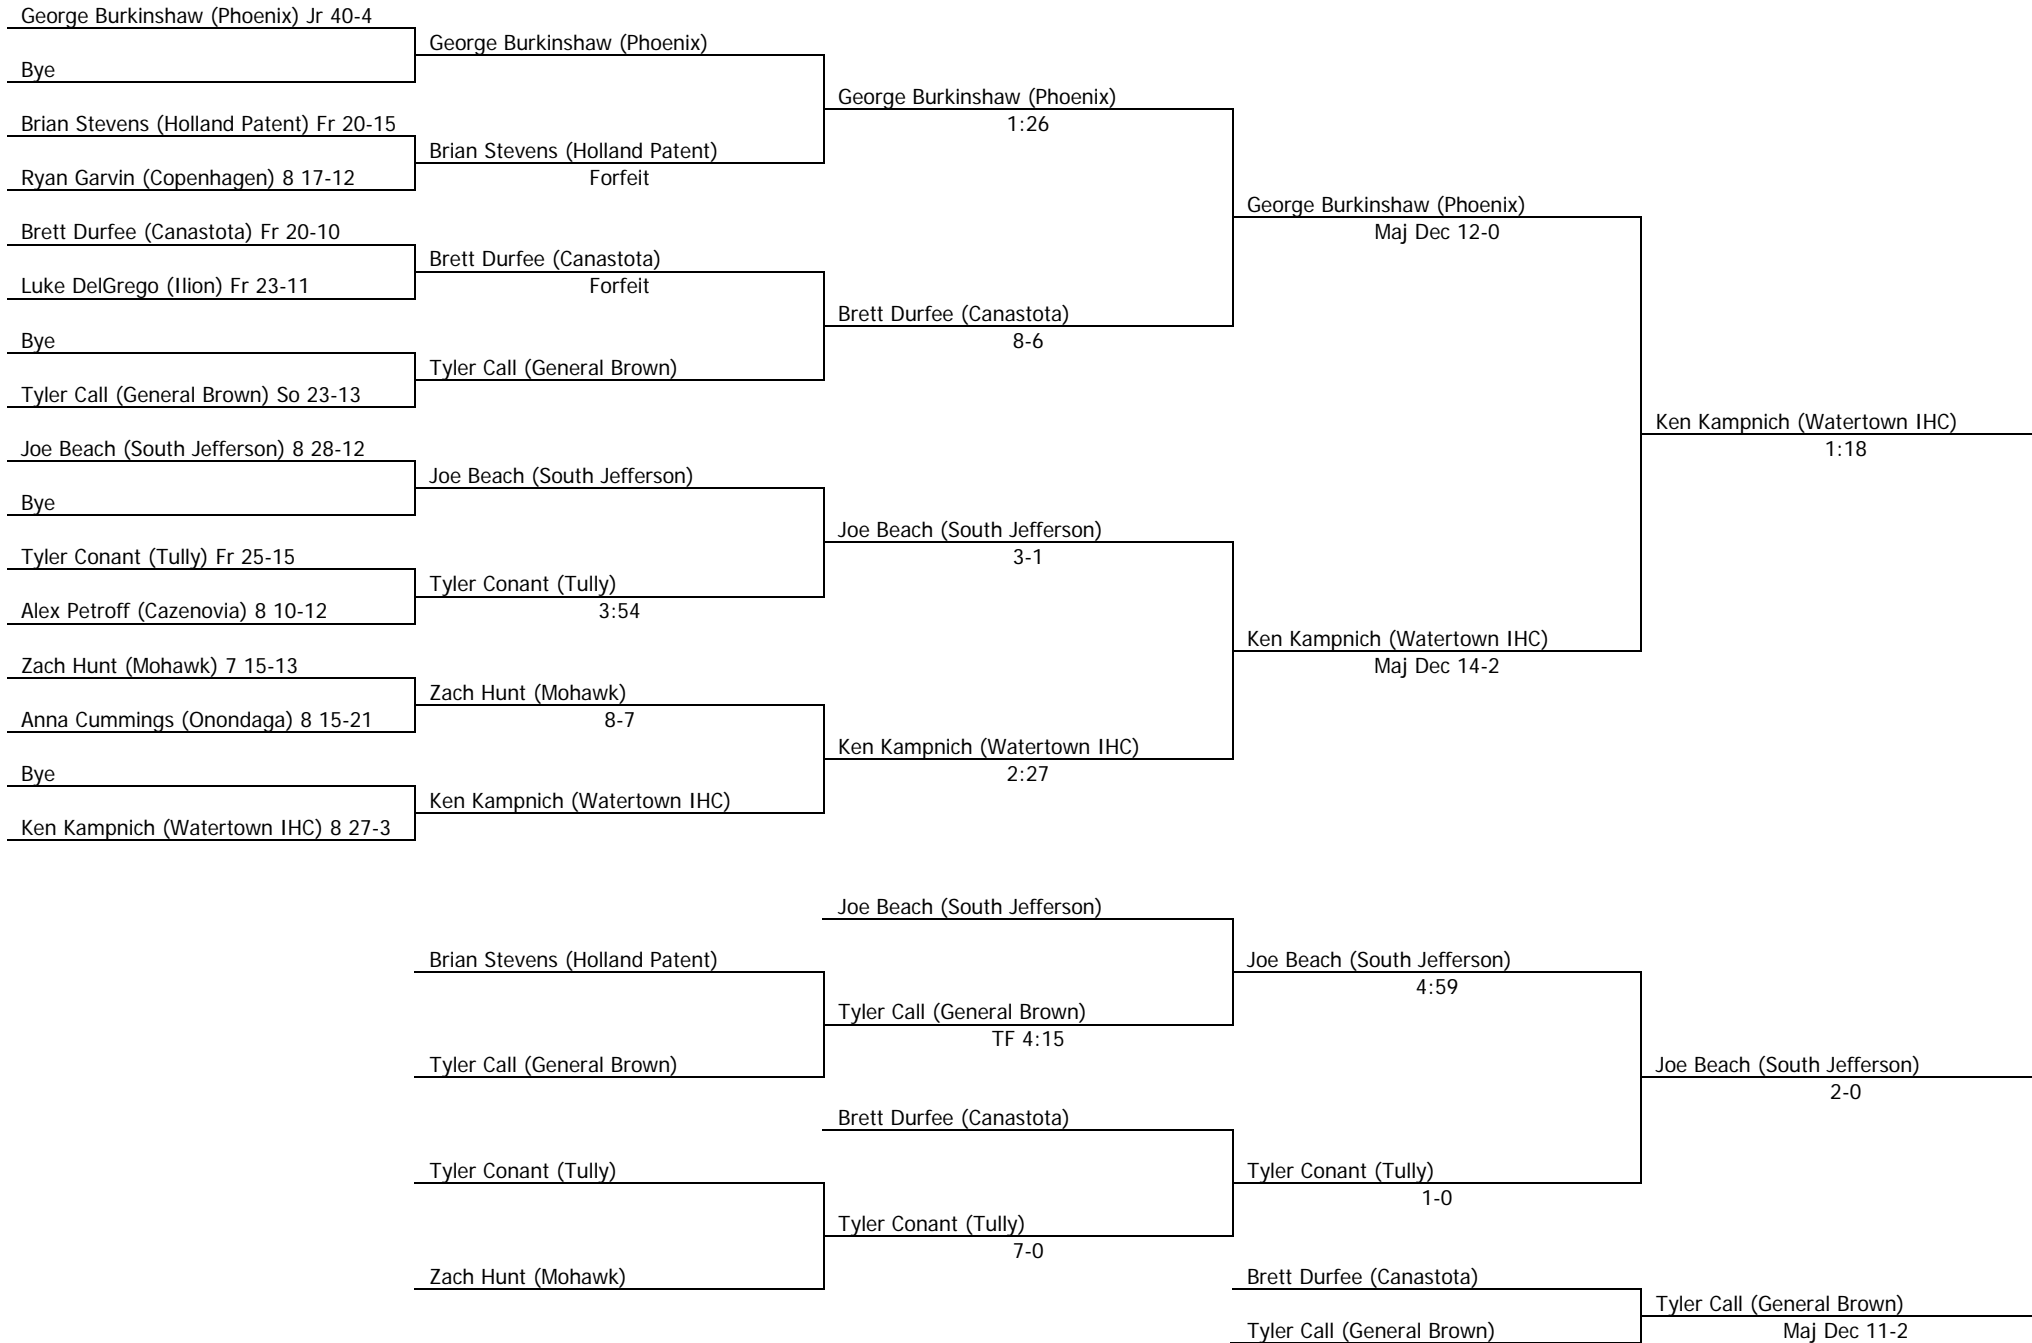 George Burkinshaw (Phoenix) Jr 40-4
Bye
Brian Stevens (Holland Patent) Fr 20-15
Ryan Garvin (Copenhagen) 8 17-12
Brett Durfee (Canastota) Fr 20-10
Luke DelGrego (Ilion) Fr 23-11
Bye
Tyler Call (General Brown) So 23-13
Joe Beach (South Jefferson) 8 28-12
Bye
Tyler Conant (Tully) Fr 25-15
Alex Petroff (Cazenovia) 8 10-12
Zach Hunt (Mohawk) 7 15-13
Anna Cummings (Onondaga) 8 15-21
Bye
Ken Kampnich (Watertown IHC) 8 27-3
George Burkinshaw (Phoenix)
Brian Stevens (Holland Patent)
Forfeit
Brett Durfee (Canastota)
Forfeit
Tyler Call (General Brown)
Joe Beach (South Jefferson)
Tyler Conant (Tully)
3:54
Zach Hunt (Mohawk)
8-7
Ken Kampnich (Watertown IHC)
George Burkinshaw (Phoenix)
1:26
Brett Durfee (Canastota)
8-6
Joe Beach (South Jefferson)
3-1
Ken Kampnich (Watertown IHC)
2:27
George Burkinshaw (Phoenix)
Maj Dec 12-0
Ken Kampnich (Watertown IHC)
Maj Dec 14-2
Ken Kampnich (Watertown IHC)
1:18
Brian Stevens (Holland Patent)
Tyler Call (General Brown)
Tyler Conant (Tully)
Zach Hunt (Mohawk)
Joe Beach (South Jefferson)
Tyler Call (General Brown)
TF 4:15
Brett Durfee (Canastota)
Tyler Conant (Tully)
7-0
Joe Beach (South Jefferson)
4:59
Tyler Conant (Tully)
1-0
Joe Beach (South Jefferson)
2-0
Brett Durfee (Canastota)
Tyler Call (General Brown)
Tyler Call (General Brown)
Maj Dec 11-2